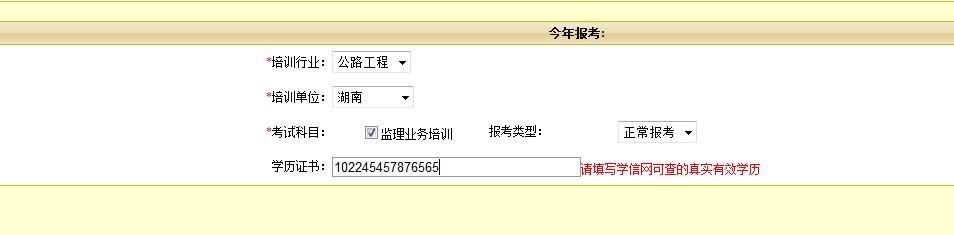 今年报考：
*培训行业： 公路工程
*培训单位： 湖南
*考试科目： 监理业务培训 报考类型： 正常报考
学历证书： 102245457876565 请填写学信网可查的真实有效学历